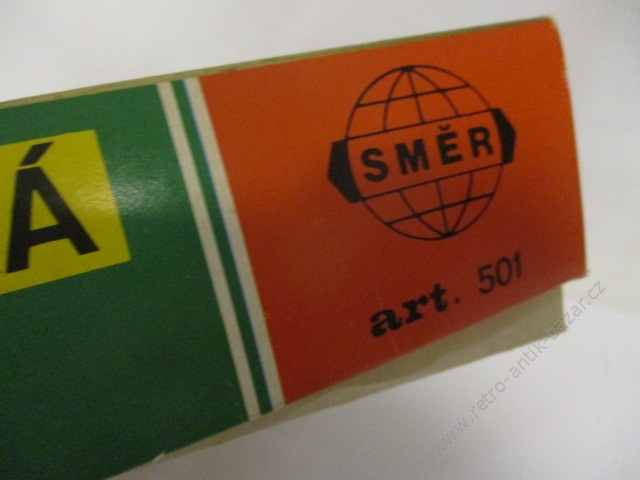 Á
SMĚR
art. 501
www.retro-antik-bazar.cz